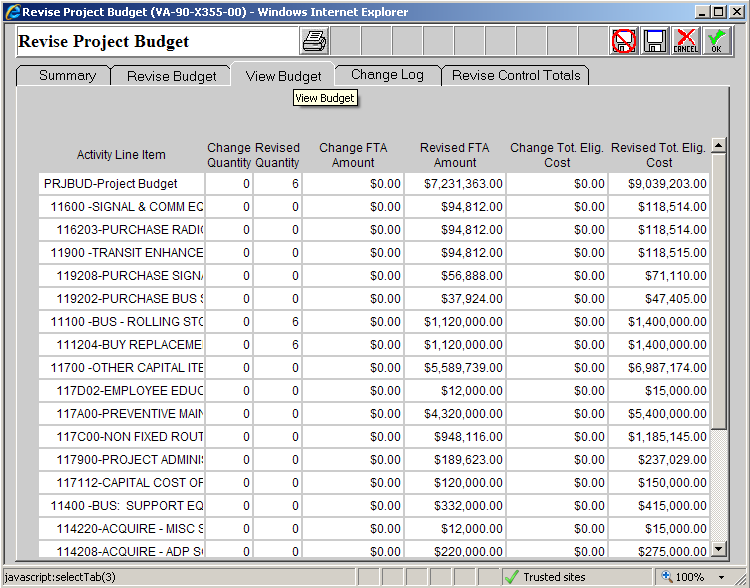 Revise Project Budget (VA-90-X355-00) - Windows Internet Explorer
Revise Project Budget
CANCEL OK
Summary Revise Budget View Budget Change Log Revise Control Totals
View Budget
Activity Line Item Change Quantity Revised Quantity Change FTA Amount Revised FTA Amount Change Tot. Elig. Cost Revised Tot. Elig. Cost
PRJBUD-Project Budget 0 6 $0.00 $7,231,363.00 $0.00 $9,039,203.00
11600 -SIGNAL & COMM EQ 0 0 $0.00 $94,812.00 $0.00 $118,514.00
116203-PURCHASE RADIO 0 0 $0.00 $94,812.00 $0.00 $118,514.00
11900 -TRANSIT ENHANCE 0 0 $0.00 $94,812.00 $0.00 $118,515.00
119208-PURCHASE SIGNA 0 0 $0.00 $56,888.00 $0.00 $71,110.00
119202-PURCHASE BUS S 0 0 $0.00 $37,924.00 $0.00 $47,405.00
11100 -BUS - ROLLING STO 0 6 $0.00 $1,120,000.00 $0.00 $1,400,000.00
111204-BUY REPLACEME 0 6 $0.00 $1,120,000.00 $0.00 $1,400,000.00
11700 -OTHER CAPITAL ITE 0 0 $0.00 $5,589,739.00 $0.00 $6,987,174.00
117D02-EMPLOYEE EDUC 0 0 $0.00 $12,000.00 $0.00 $15,000.00
117A00-PREVENTIVE MAIN 0 0 $0.00 $4,320,000.00 $0.00 $5,400,000.00
117C00-NON FIXED ROUT 0 0 $0.00 $948,116.00 $0.00 $1,185,145.00
117900-PROJECT ADMINIS 0 0 $0.00 $189,623.00 $0.00 $237,029.00
117112-CAPITAL COST OF 0 0 $0.00 $120,000.00 $0.00 $150,000.00
11400 -BUS: SUPPORT EQ 0 0 $0.00 $332,000.00 $0.00 $415,000.00
114220-ACQUIRE - MISC S 0 0 $0.00 $12,000.00 $0.00 $15,000.00
114208-ACQUIRE - ADP SO 0 0 $0.00 $220,000.00 $0.00 $275,000.00
javascript:selectTab(3) Trusted sites 100%